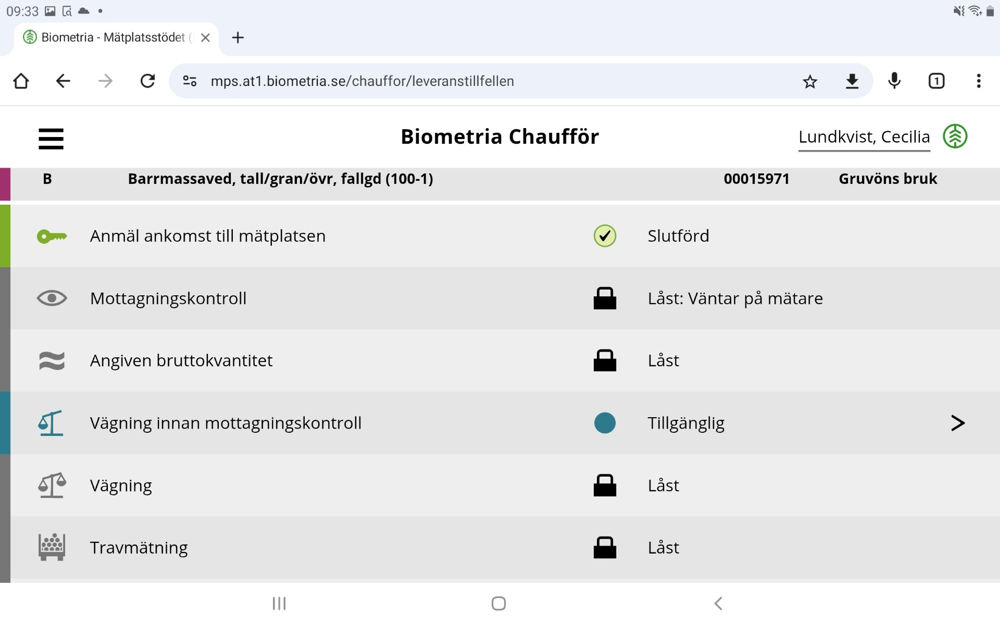 09:33
Biometria - Mätplatsstödet (
mps.at1.biometria.se/chauffor/leveranstillfellen
1
Biometria Chaufför
Lundkvist, Cecilia
B Barrmassaved, tall/gran/övr, fallgd (100-1) 00015971 Gruvöns bruk
Anmäl ankomst till mätplatsen Slutförd
Mottagningskontroll Låst: Väntar på mätare
Angiven bruttokvantitet Låst
Vägning innan mottagningskontroll Tillgänglig
Vägning Låst
Travmätning Låst